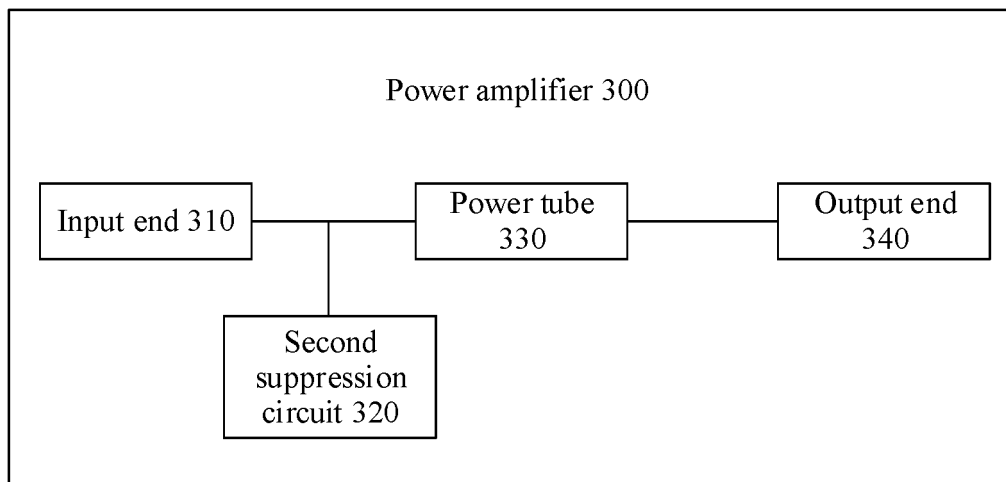 Power amplifier 300
Input end 310
Power tube
330
Output end
340
Second
suppression
circuit 320